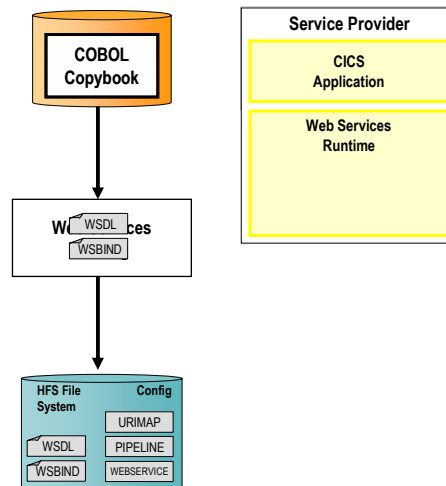 COBOL
Copybook
Service Provider
CICS
Application
Web Services
Runtime
WSDL
WSBIND
HFS File
System
Config
URIMAP
WSDL
PIPELINE
WSBIND
WEBSERVICE